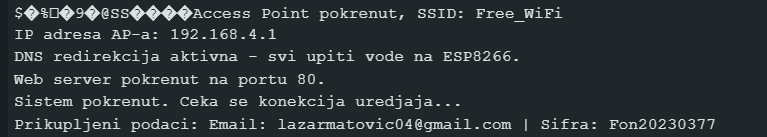 $�%�9�@SS����Access Point pokrenut, SSID: Free_WiFi
IP adresa AP-a: 192.168.4.1
DNS redirekcija aktivna - svi upiti vode na ESP8266.
Web server pokrenut na portu 80.
Sistem pokrenut. Ceka se konekcija uredjaja...
Prikupljeni podaci: Email: lazarmatovic04@gmail.com | Sifra: Fon20230377